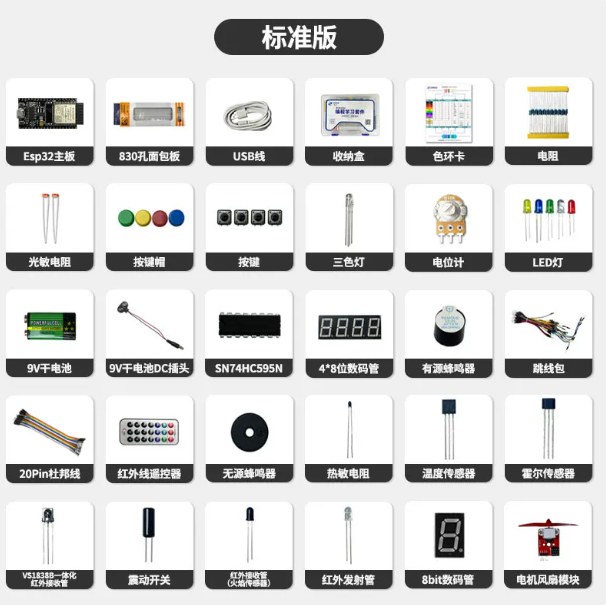 标准版
Esp32主板
830孔面包板
USB线
收纳盒
色环卡
电阻
光敏电阻
按键帽
按键
三色灯
电位计
LED灯
POWERFULCELL
9V干电池
9V干电池DC插头
SN74HC595N
4*8位数码管
有源蜂鸣器
跳线包
20Pin杜邦线
红外线遥控器
无源蜂鸣器
热敏电阻
温度传感器
霍尔传感器
VS1838B一体化
红外接收管
震动开关
红外接收管
(火焰传感器)
红外发射管
8bit数码管
电机风扇模块